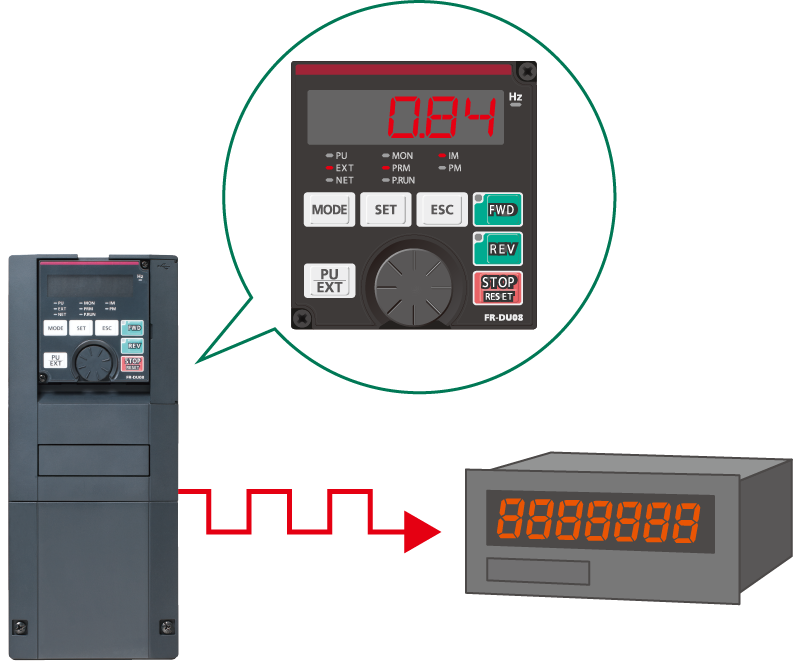 0.84
Hz
PU MON IM
EXT PRM PM
NET P.RUN
MODE SET ESC FWD
REV
PU
EXT
STOP
RESET
FR-DU08
Hz
PU MON IM
EXT PRM PM
NET P.RUN
MODE SET ESC FWD
REV
PU
EXT
STOP
RESET
FR-DU08
8888888